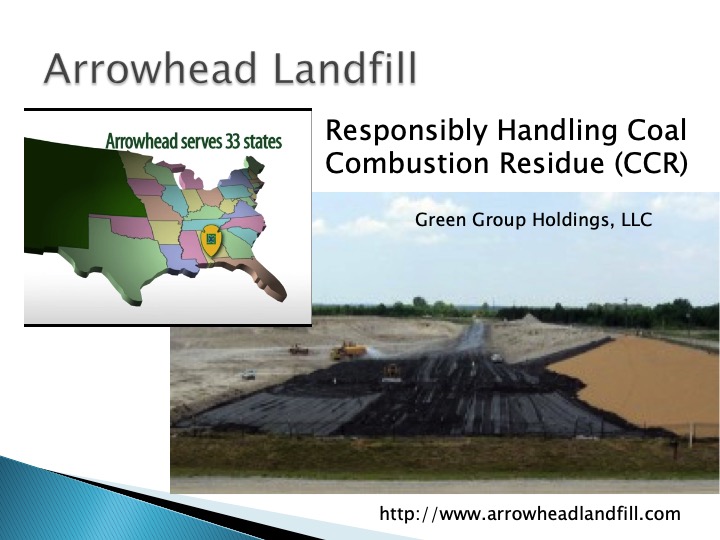 Arrowhead Landfill
Arrowhead serves 33 states
Responsibly Handling Coal
Combustion Residue (CCR)
Green Group Holdings, LLC
http://www.arrowheadlandfill.com